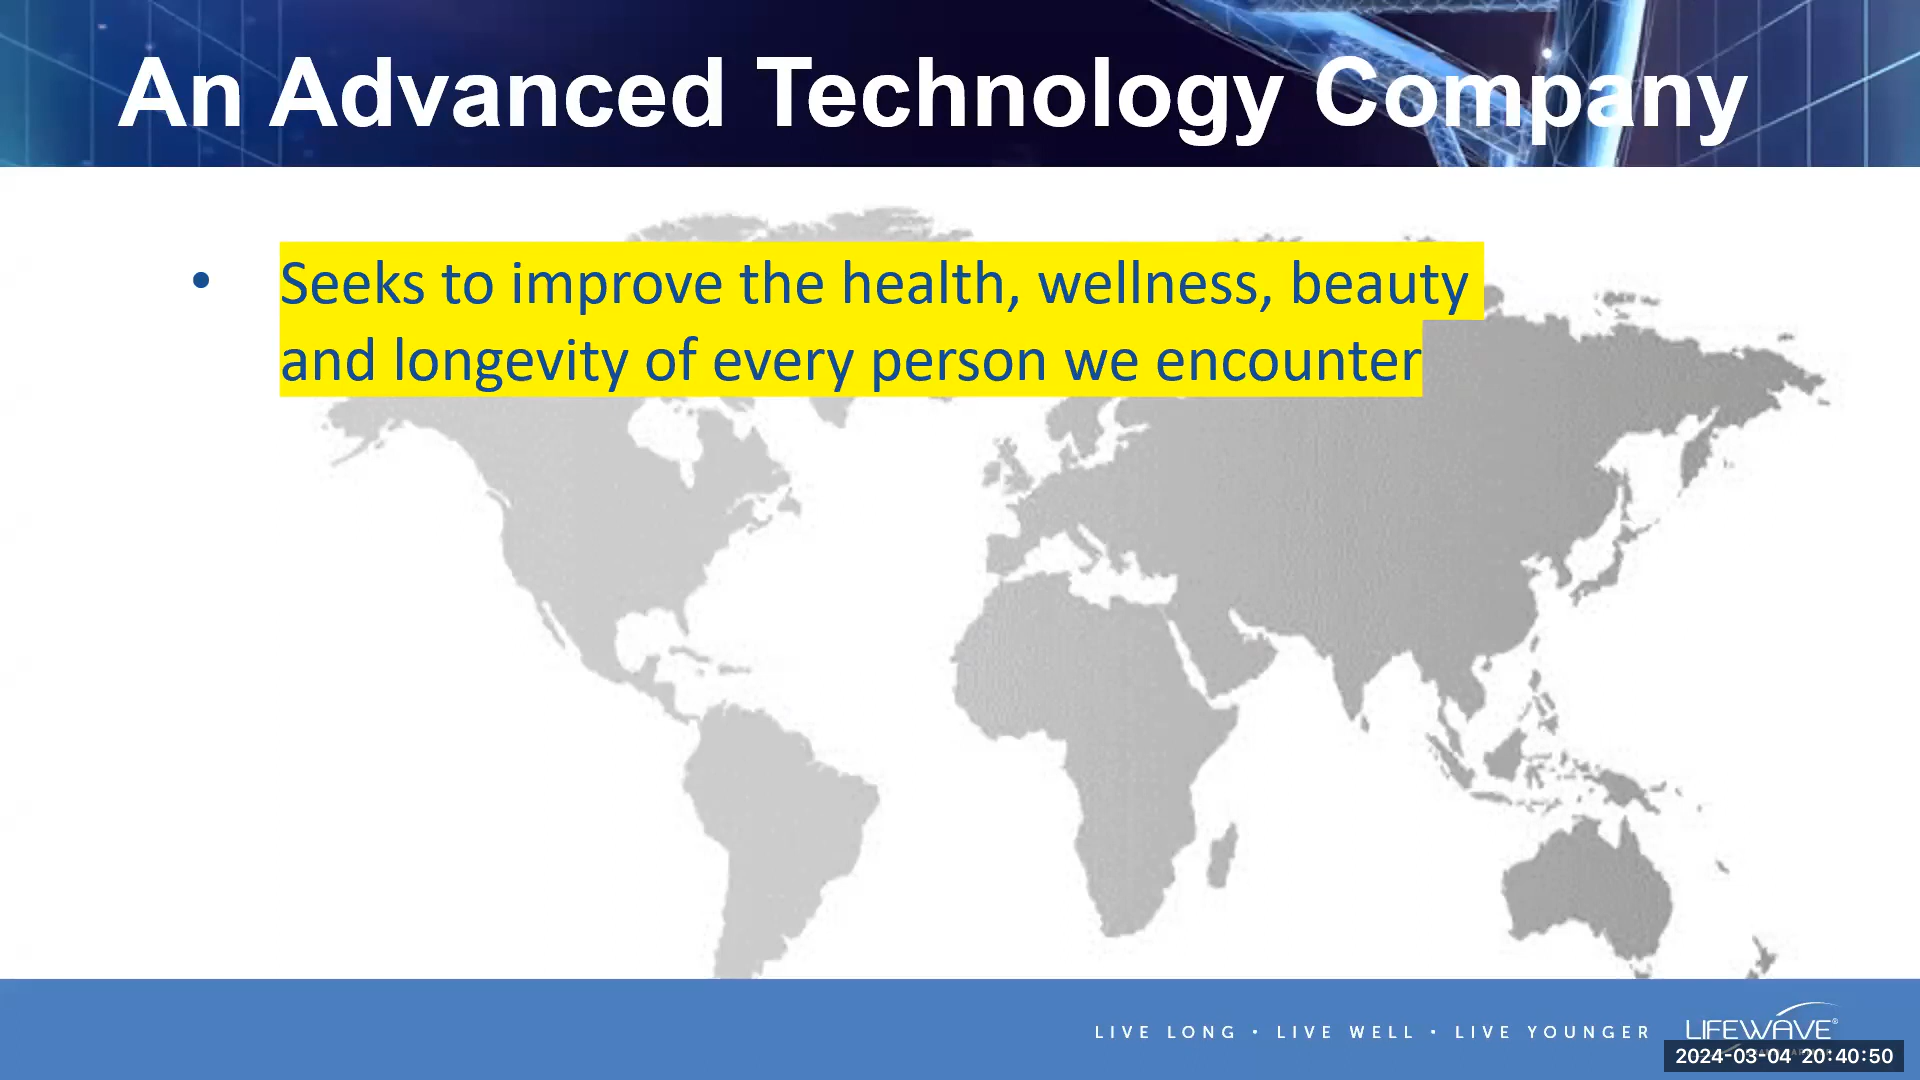 An Advanced Technology Company
• Seeks to improve the health, wellness, beauty
and longevity of every person we encounter
LIVE LONG • LIVE WELL • LIVE YOUNGER
LIFEWAVE®
2024-03-04 20:40:50